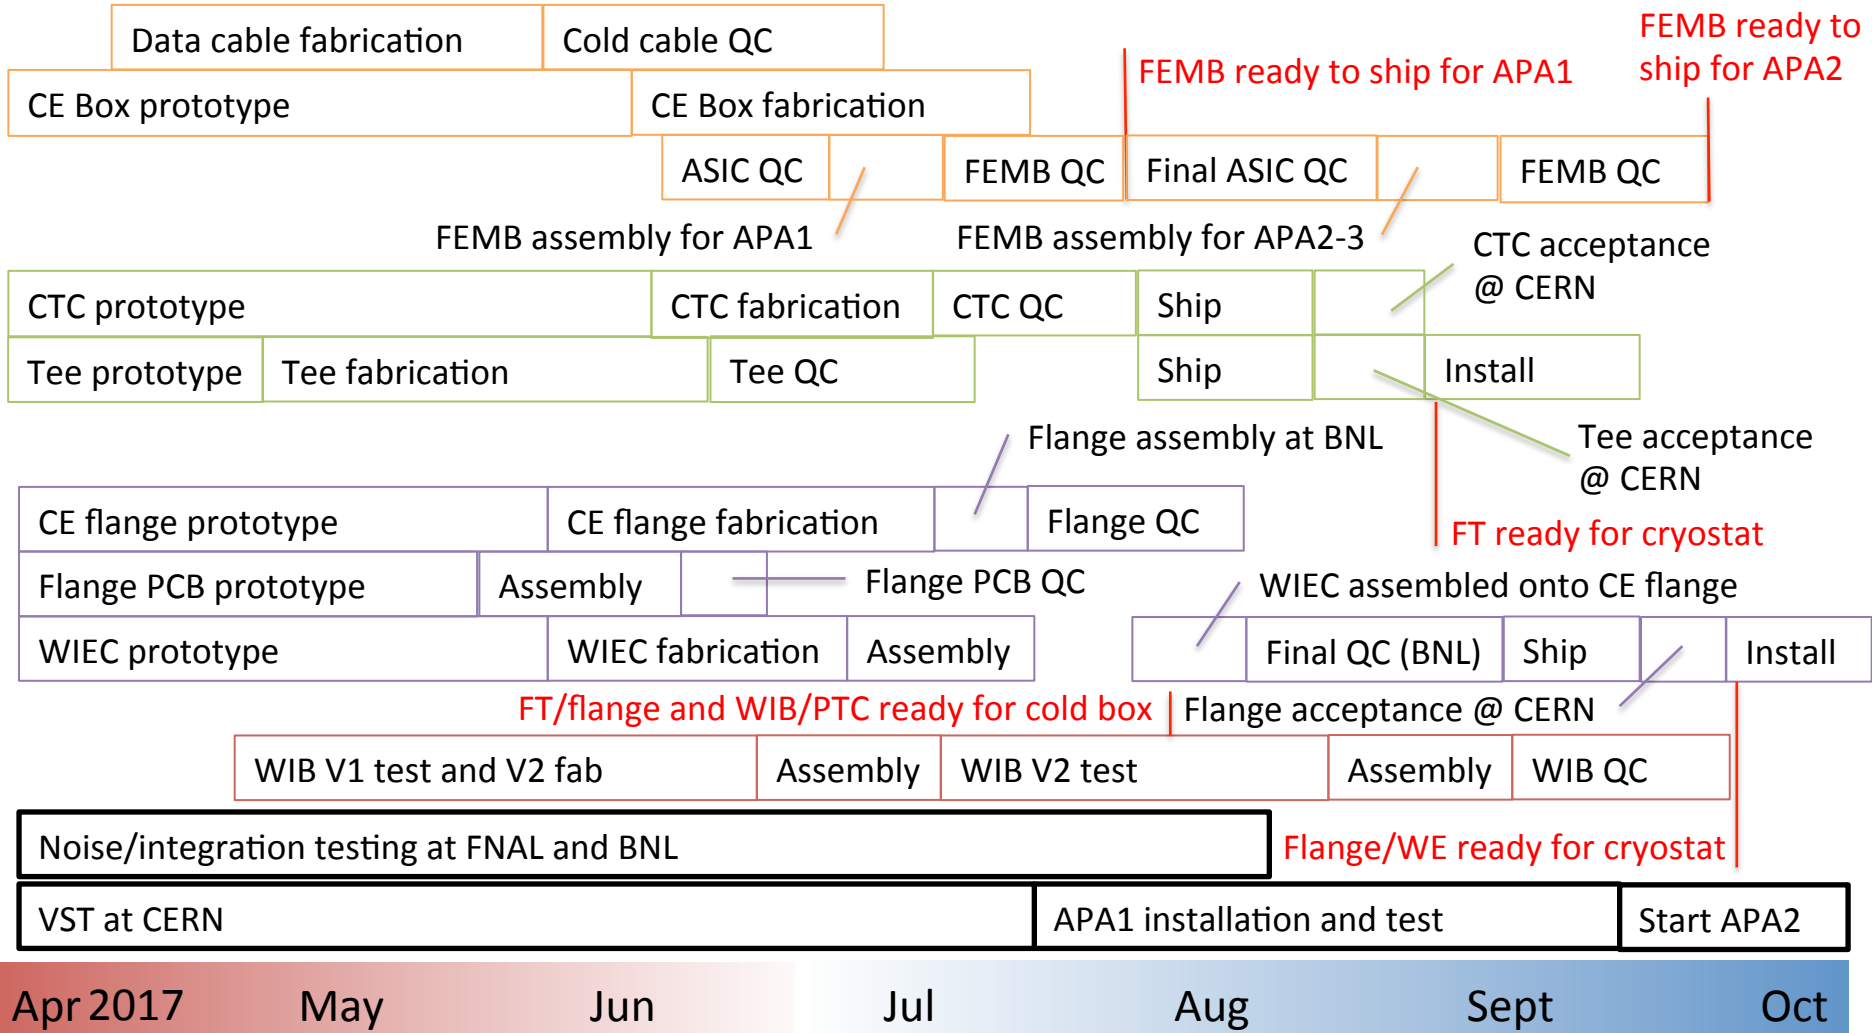 Data cable fabrication
Cold cable QC
FEMB ready to
ship for APA2
FEMB ready to ship for APA1
CE Box prototype
CE Box fabrication
ASIC QC
FEMB QC
Final ASIC QC
FEMB QC
FEMB assembly for APA1
FEMB assembly for APA2-3
CTC acceptance
@ CERN
CTC prototype
CTC fabrication
CTC QC
Ship
Tee prototype
Tee fabrication
Tee QC
Ship
Install
Flange assembly at BNL
Tee acceptance
@ CERN
CE flange prototype
CE flange fabrication
Flange QC
FT ready for cryostat
Flange PCB prototype
Assembly
Flange PCB QC
WIEC assembled onto CE flange
WIEC prototype
WIEC fabrication
Assembly
Final QC (BNL)
Ship
Install
FT/flange and WIB/PTC ready for cold box
Flange acceptance @ CERN
WIB V1 test and V2 fab
Assembly
WIB V2 test
Assembly
WIB QC
Noise/integration testing at FNAL and BNL
Flange/WE ready for cryostat
VST at CERN
APA1 installation and test
Start APA2
Apr 2017
May
Jun
Jul
Aug
Sept
Oct